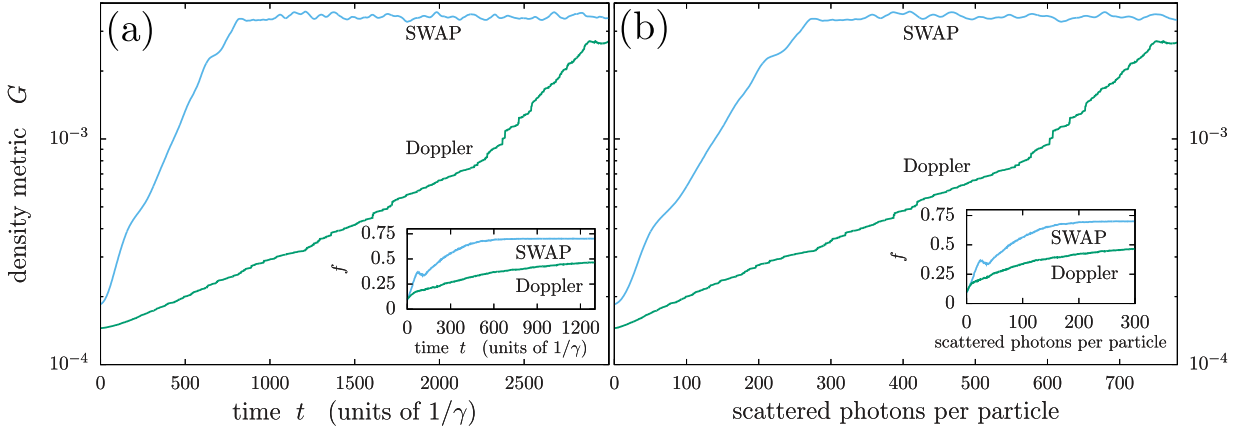 (a)
SWAP
Doppler
density metric G
10⁻³
10⁻⁴
0 500 1000 1500 2000 2500
time t (units of 1/γ)
0.75
0.5
0.25
0
f
SWAP
Doppler
0 300 600 900 1200
time t (units of 1/γ)
(b)
SWAP
Doppler
10⁻³
10⁻⁴
0 100 200 300 400 500 600 700
scattered photons per particle
0.75
0.5
0.25
0
f
SWAP
Doppler
0 100 200 300
scattered photons per particle